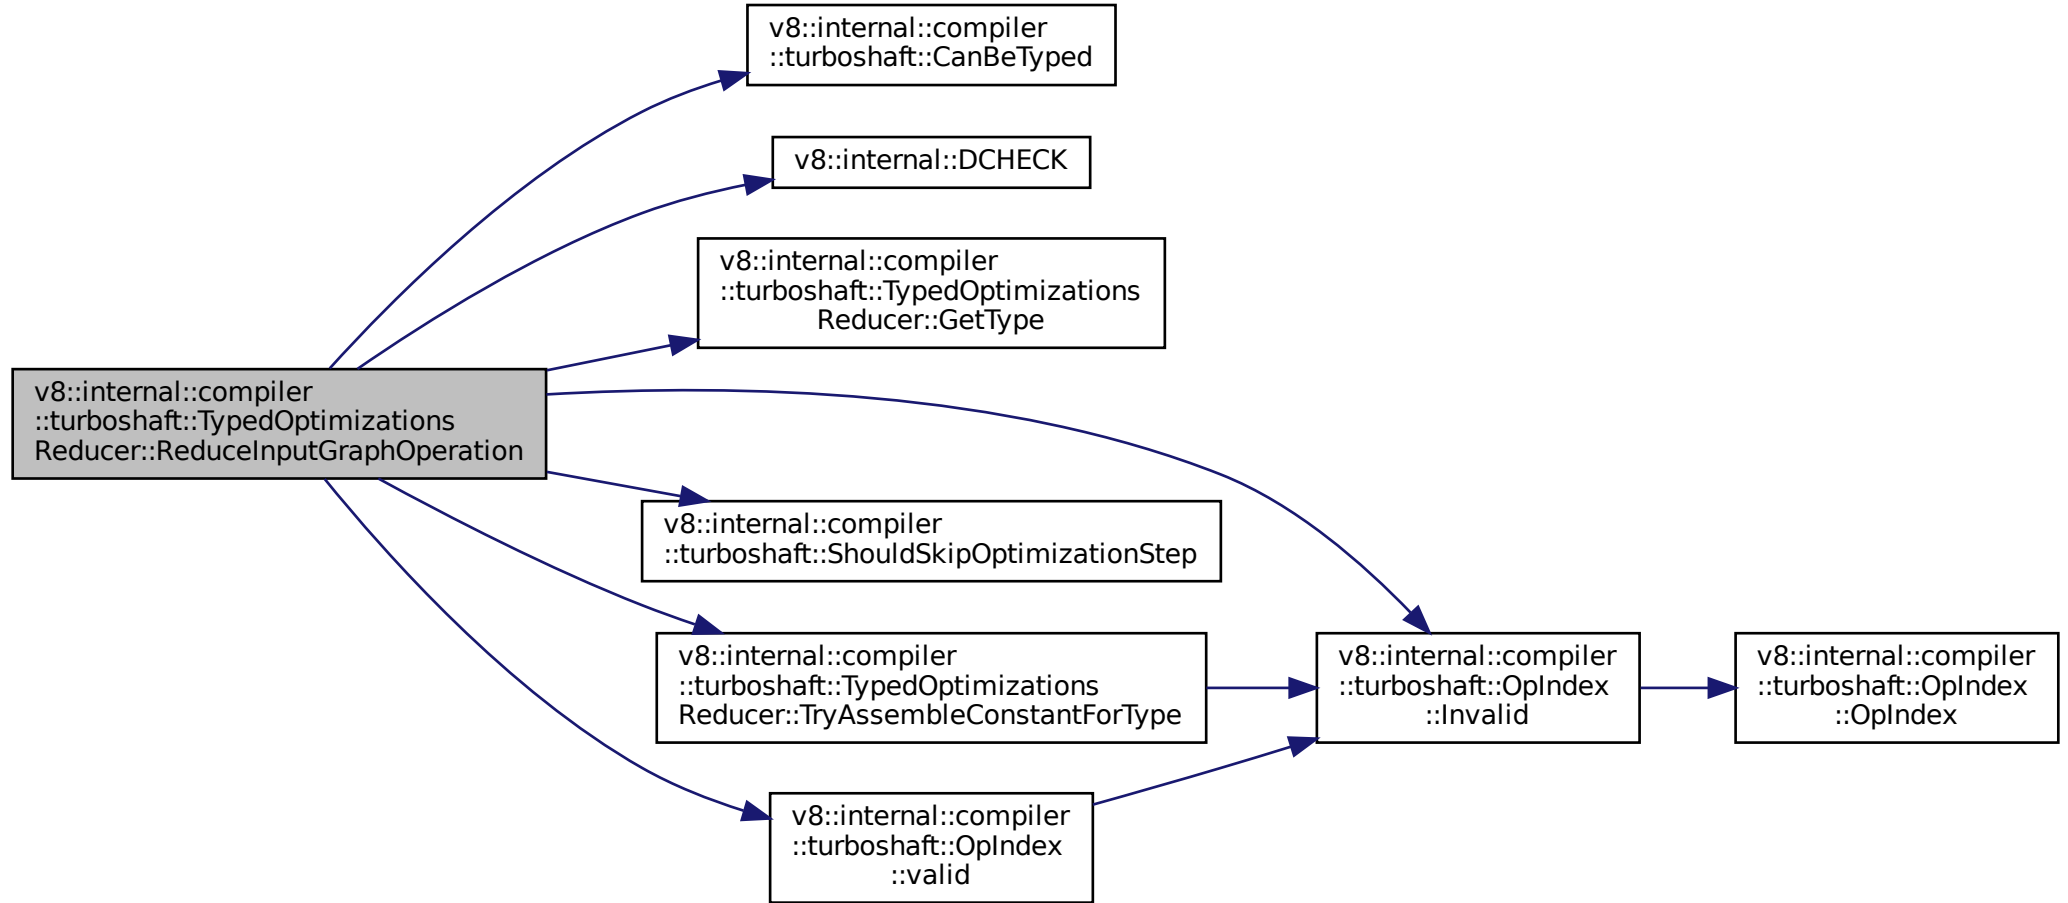 v8::internal::compiler
::turboshaft::CanBeTyped
v8::internal::DCHECK
v8::internal::compiler
::turboshaft::TypedOptimizations
Reducer::GetType
v8::internal::compiler
::turboshaft::TypedOptimizations
Reducer::ReduceInputGraphOperation
v8::internal::compiler
::turboshaft::ShouldSkipOptimizationStep
v8::internal::compiler
::turboshaft::TypedOptimizations
Reducer::TryAssembleConstantForType
v8::internal::compiler
::turboshaft::OpIndex
::Invalid
v8::internal::compiler
::turboshaft::OpIndex
::OpIndex
v8::internal::compiler
::turboshaft::OpIndex
::valid